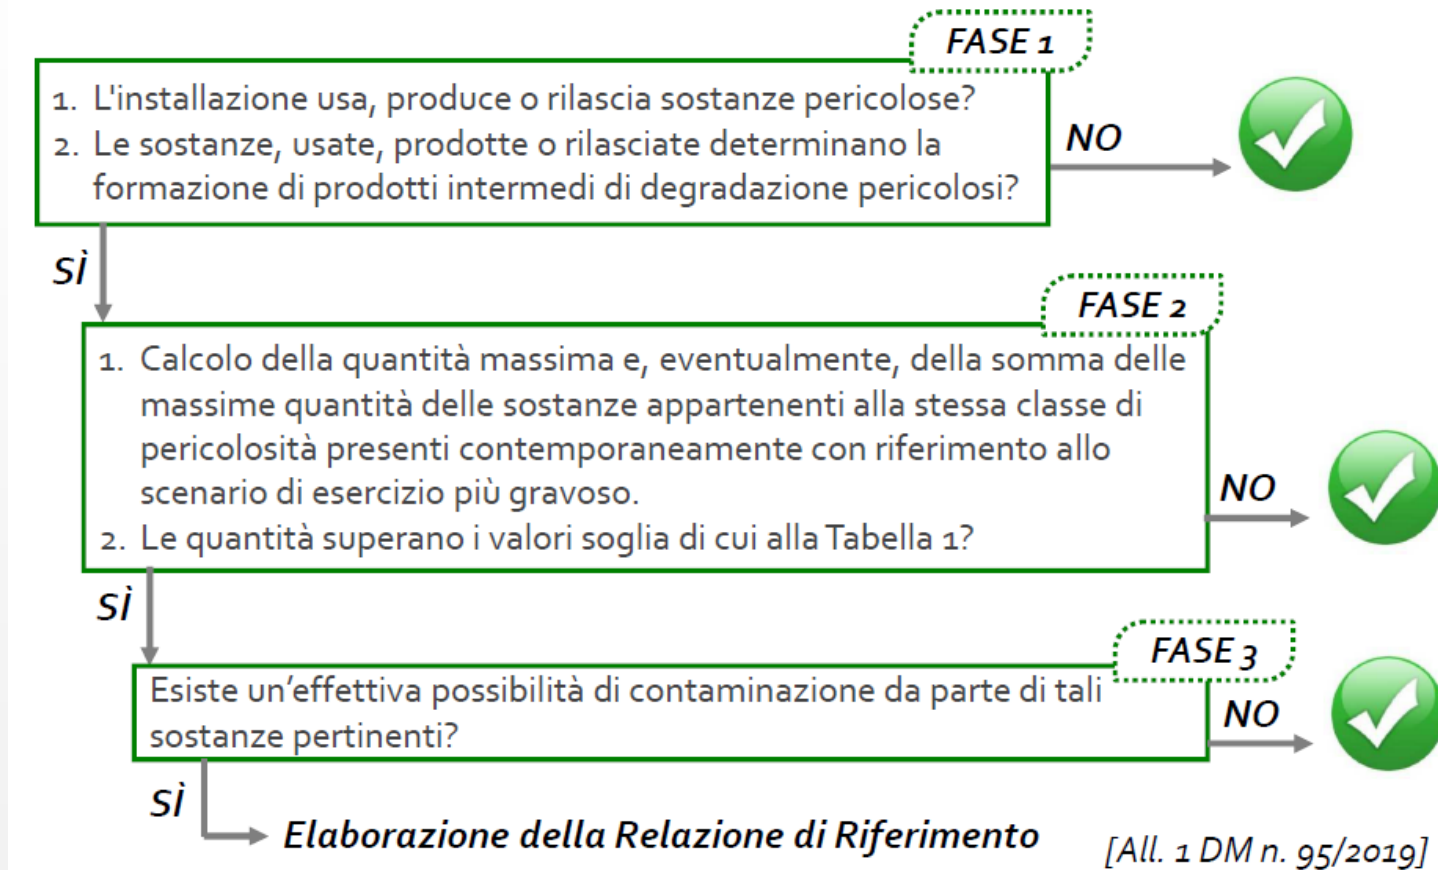 FASE 1
1. L'installazione usa, produce o rilascia sostanze pericolose?
2. Le sostanze, usate, prodotte o rilasciate determinano la
formazione di prodotti intermedi di degradazione pericolosi?
NO
SÌ
FASE 2
1. Calcolo della quantità massima e, eventualmente, della somma delle
massime quantità delle sostanze appartenenti alla stessa classe di
pericolosità presenti contemporaneamente con riferimento allo
scenario di esercizio più gravoso.
2. Le quantità superano i valori soglia di cui alla Tabella 1?
NO
SÌ
FASE 3
Esiste un’effettiva possibilità di contaminazione da parte di tali
sostanze pertinenti?
NO
SÌ
Elaborazione della Relazione di Riferimento
[All. 1 DM n. 95/2019]